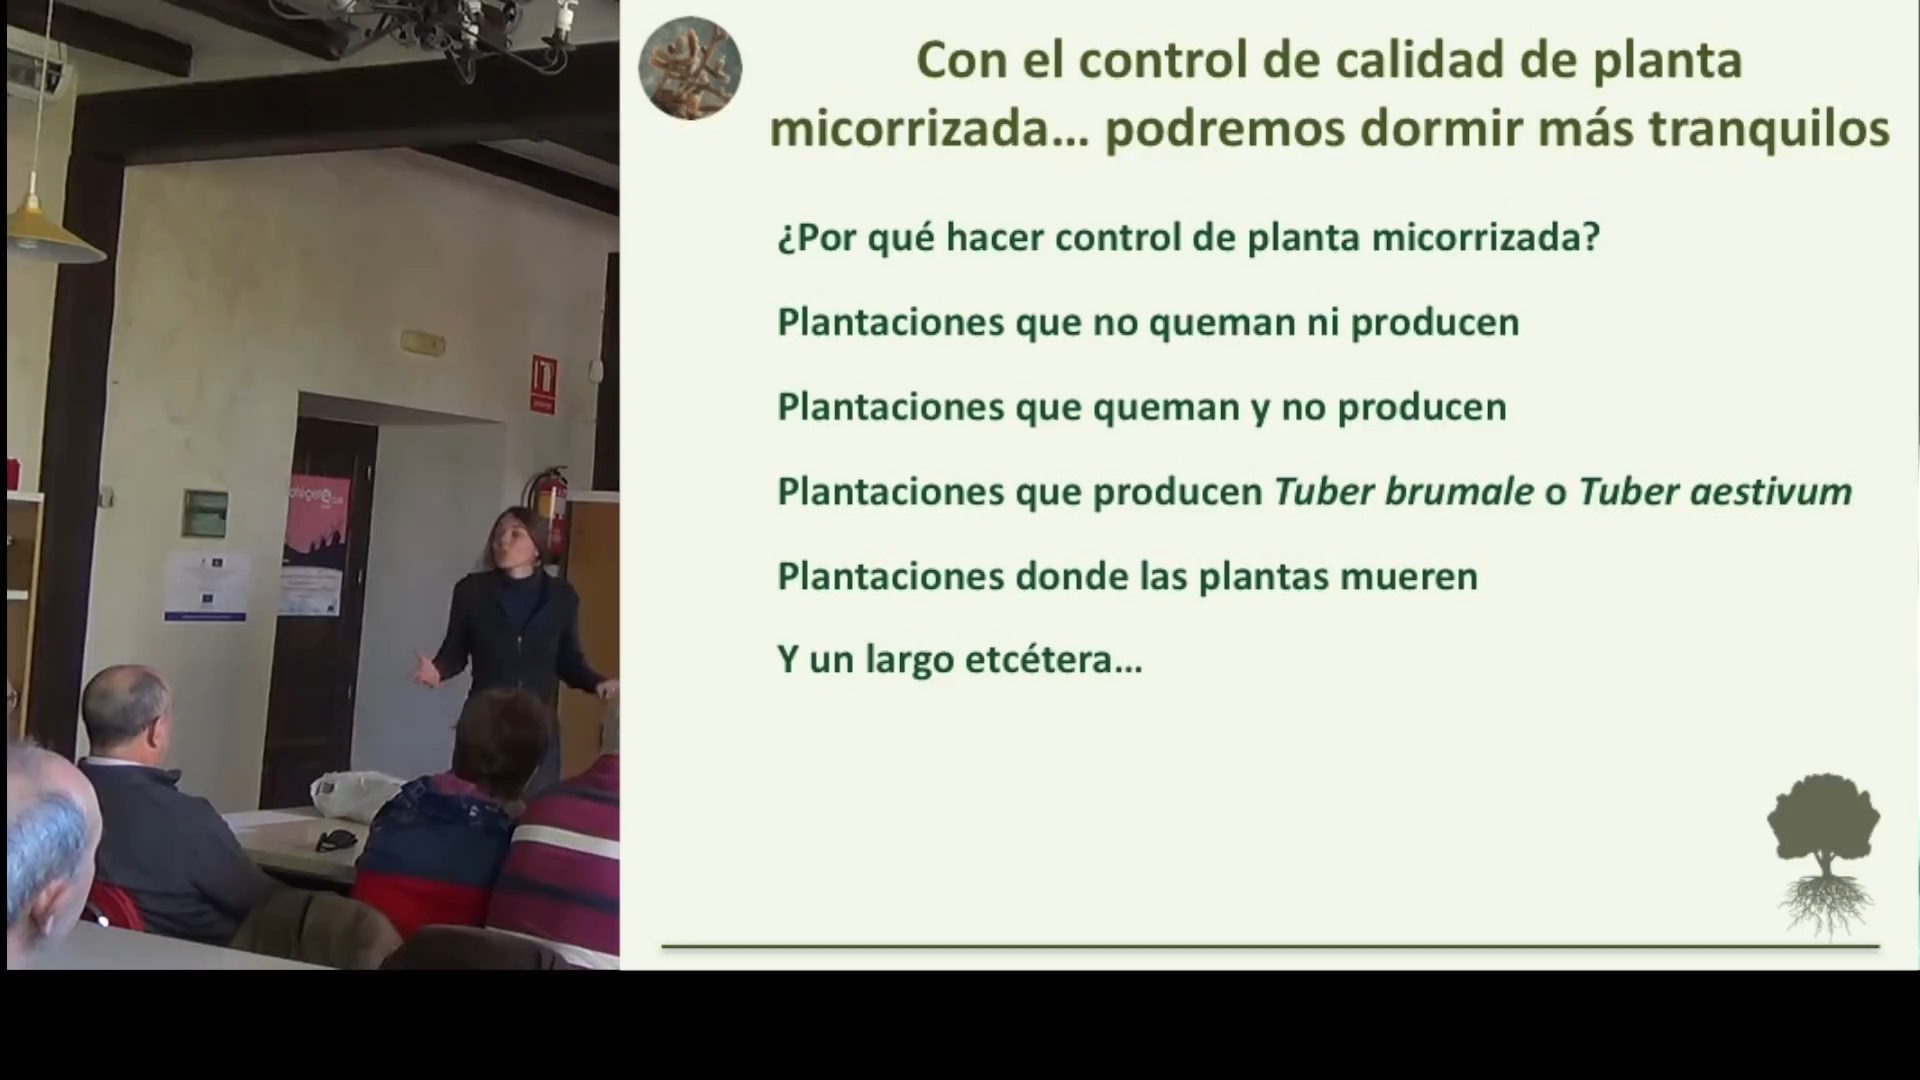 Con el control de calidad de planta
micorrizada... podremos dormir más tranquilos
¿Por qué hacer control de planta micorrizada?
Plantaciones que no queman ni producen
Plantaciones que queman y no producen
Plantaciones que producen Tuber brumale o Tuber aestivum
Plantaciones donde las plantas mueren
Y un largo etcétera...